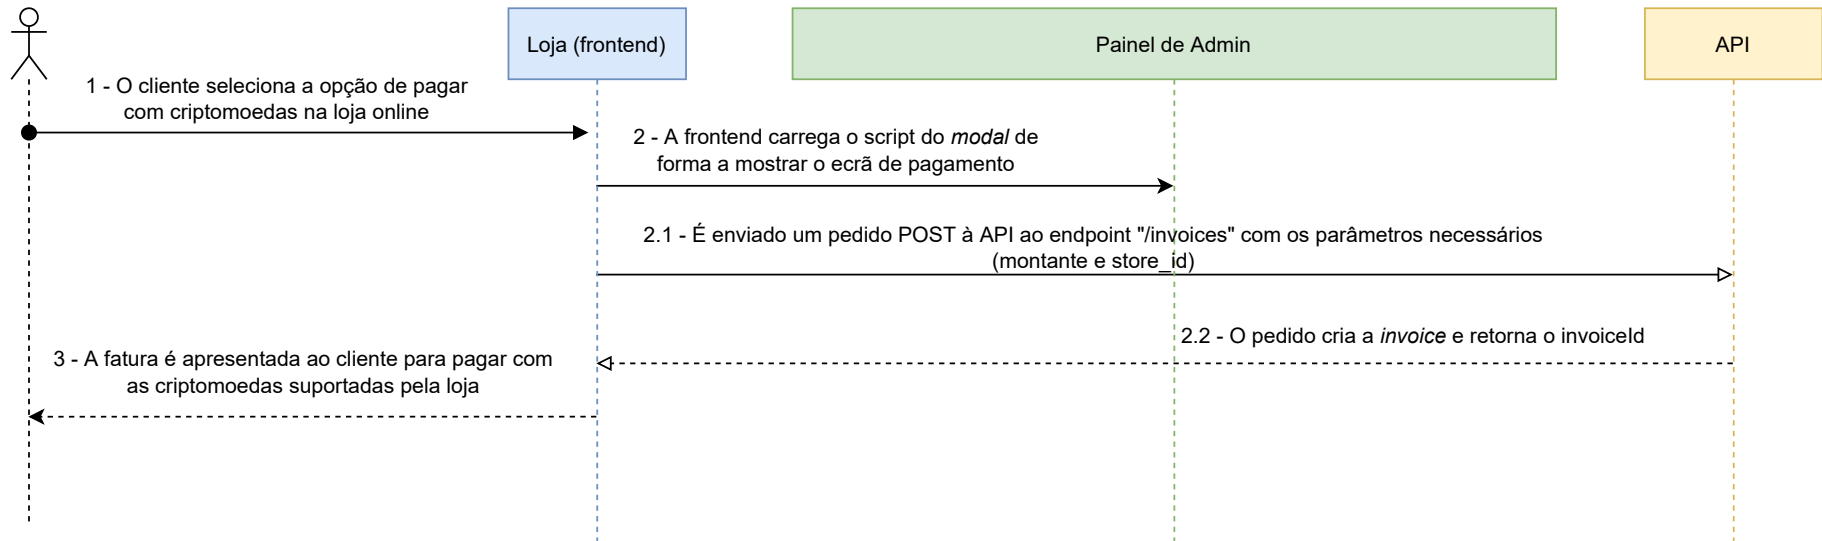 Loja (frontend)
Painel de Admin
API
1 - O cliente seleciona a opção de pagar
com criptomoedas na loja online
2 - A frontend carrega o script do modal de
forma a mostrar o ecrã de pagamento
2.1 - É enviado um pedido POST à API ao endpoint "/invoices" com os parâmetros necessários
(montante e store_id)
2.2 - O pedido cria a invoice e retorna o invoiceId
3 - A fatura é apresentada ao cliente para pagar com
as criptomoedas suportadas pela loja